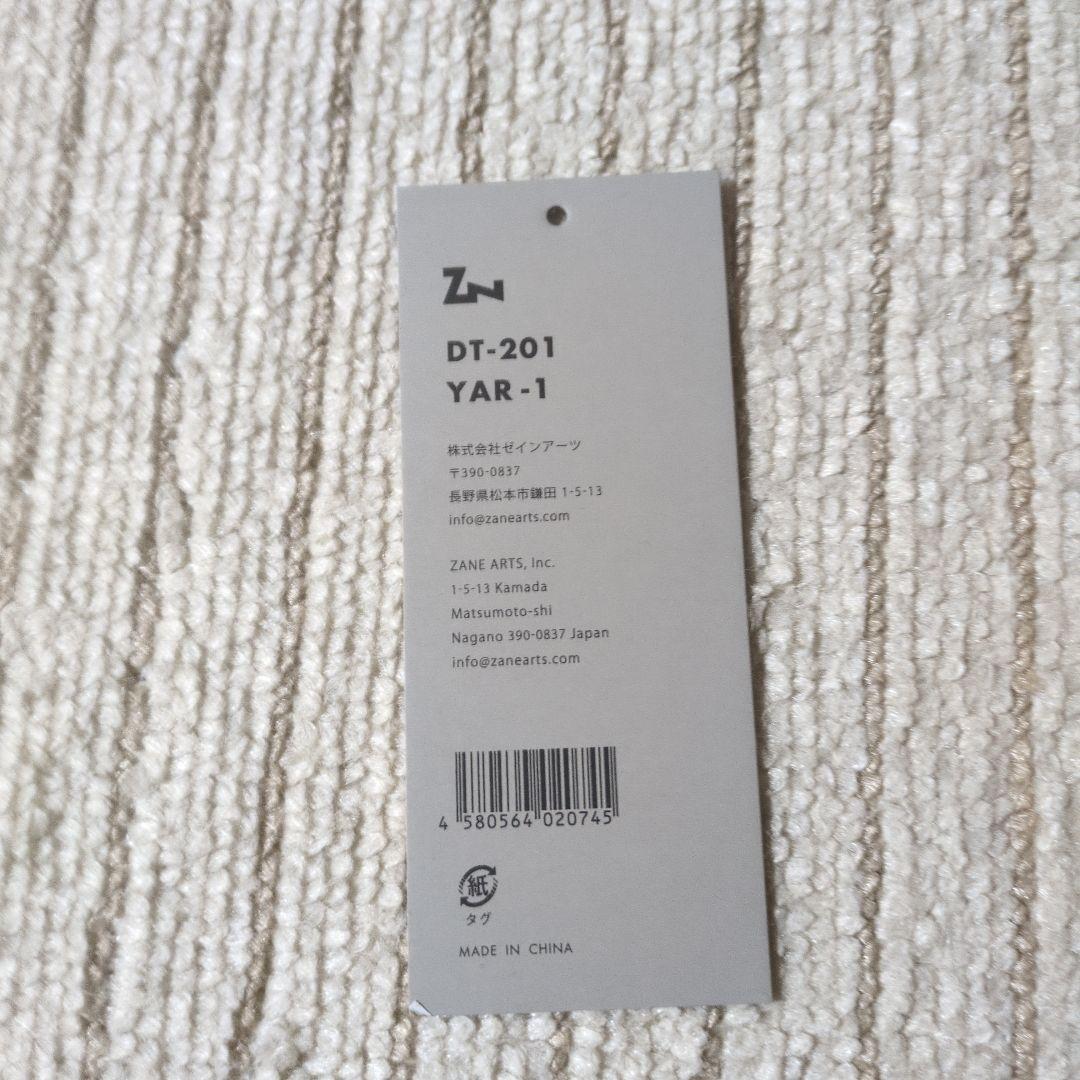 ZN
DT-201
YAR-1
株式会社ゼインアーツ
〒390-0837
長野県松本市鎌田 1-5-13
info@zanearts.com
ZANE ARTS, Inc.
1-5-13 Kamada
Matsumoto-shi
Nagano 390-0837 Japan
info@zanearts.com
4 580564 020745
紙
タグ
MADE IN CHINA